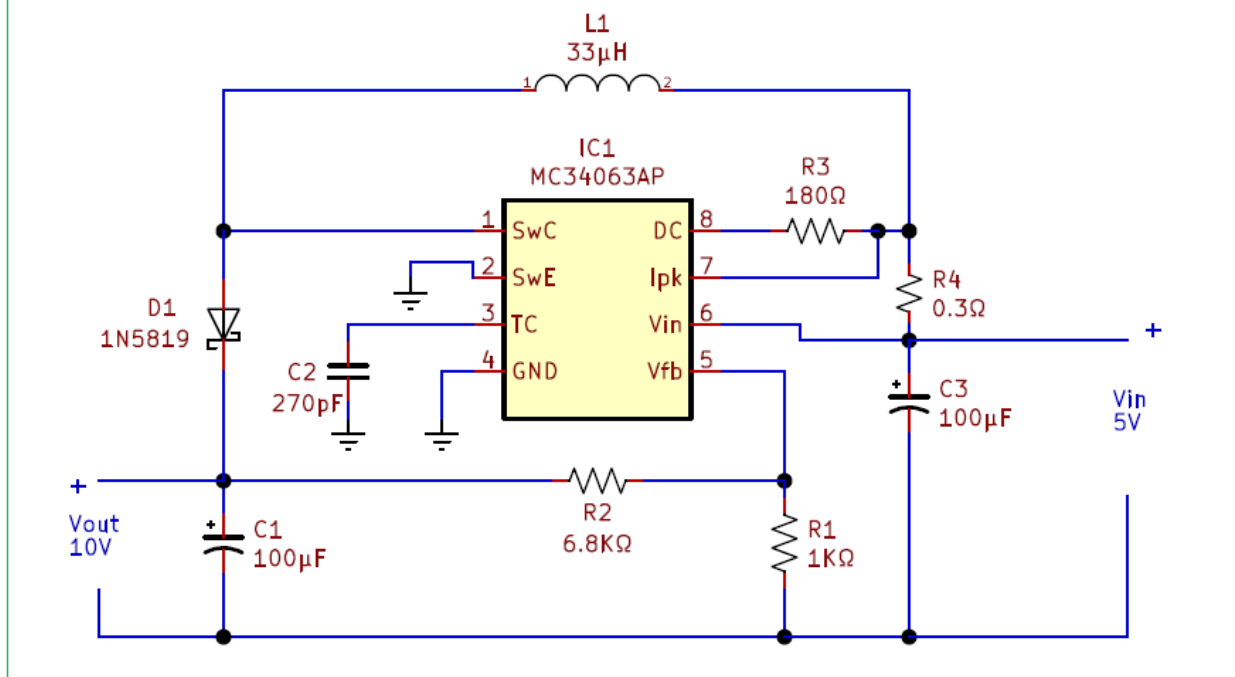 L1
33μH
1
2
IC1
MC34063AP
R3
180Ω
1
SwC
DC
8
2
SwE
Ipk
7
R4
0.3Ω
D1
1N5819
3
TC
Vin
6
+
C2
270pF
4
GND
Vfb
5
+
C3
100μF
Vin
5V
+
Vout
10V
R2
6.8KΩ
+
C1
100μF
R1
1KΩ